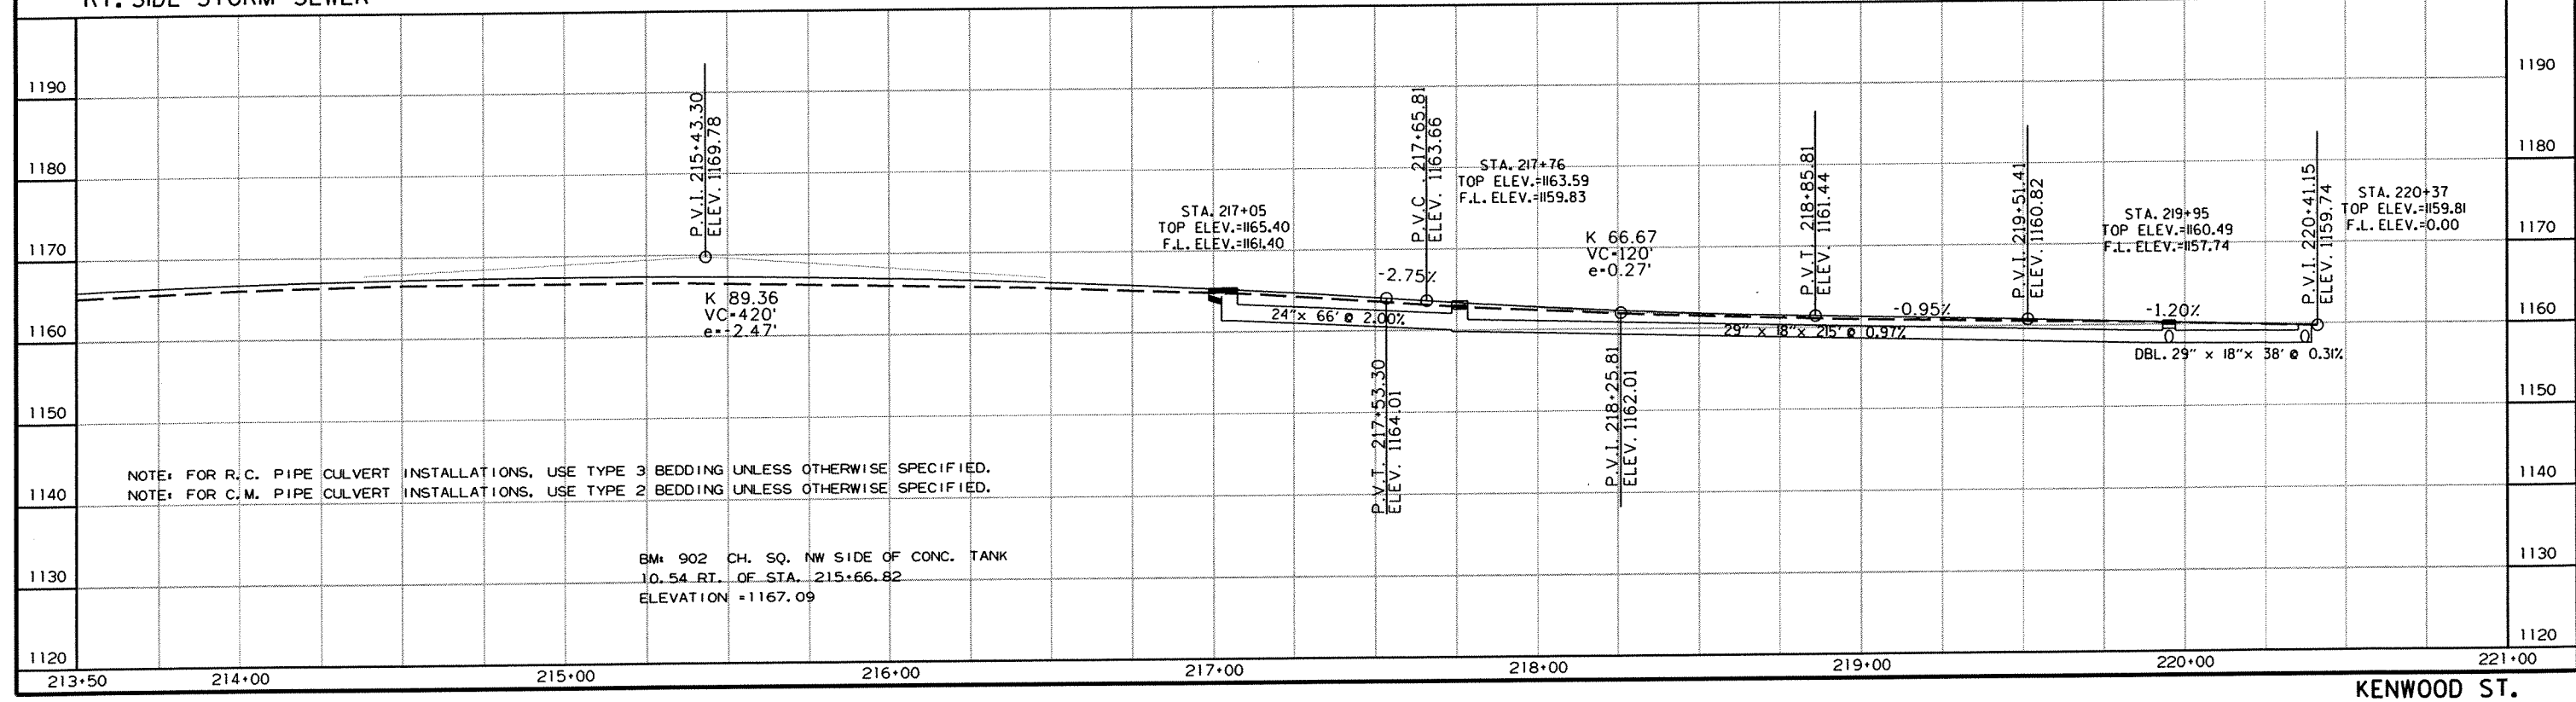 RT. SIDE STORM SEWER
1190
1180
1170
1160
1150
1140
1130
1120
P.V.I. 215+43.30
ELEV. 1169.78
K 89.36
VC=420'
e=-2.47'
STA. 217+05
TOP ELEV.=1165.40
F.L. ELEV.=1161.40
24"x 66' @ 2.00%
-2.75%
P.V.T. 217+53.30
ELEV. 1164.01
P.V.C. 217+65.81
ELEV. 1163.66
STA. 217+76
TOP ELEV.=1163.59
F.L. ELEV.=1159.83
K 66.67
VC=120'
e=0.27'
P.V.I. 218+25.81
ELEV. 1162.01
P.V.T. 218+85.81
ELEV. 1161.44
29" x 18"x 215' @ 0.97%
-0.95%
P.V.I. 219+51.41
ELEV. 1160.82
STA. 219+95
TOP ELEV.=1160.49
F.L. ELEV.=1157.74
-1.20%
DBL. 29" x 18"x 38' @ 0.31%
P.V.I. 220+41.15
ELEV. 1159.74
STA. 220+37
TOP ELEV.=1159.81
F.L. ELEV.=0.00
1190
1180
1170
1160
1150
1140
1130
1120
NOTE: FOR R.C. PIPE CULVERT INSTALLATIONS, USE TYPE 3 BEDDING UNLESS OTHERWISE SPECIFIED.
NOTE: FOR C.M. PIPE CULVERT INSTALLATIONS, USE TYPE 2 BEDDING UNLESS OTHERWISE SPECIFIED.
BM: 902 CH. SQ. NW SIDE OF CONC. TANK
10.54 RT. OF STA. 215+66.82
ELEVATION =1167.09
213+50 214+00 215+00 216+00 217+00 218+00 219+00 220+00 221+00
KENWOOD ST.